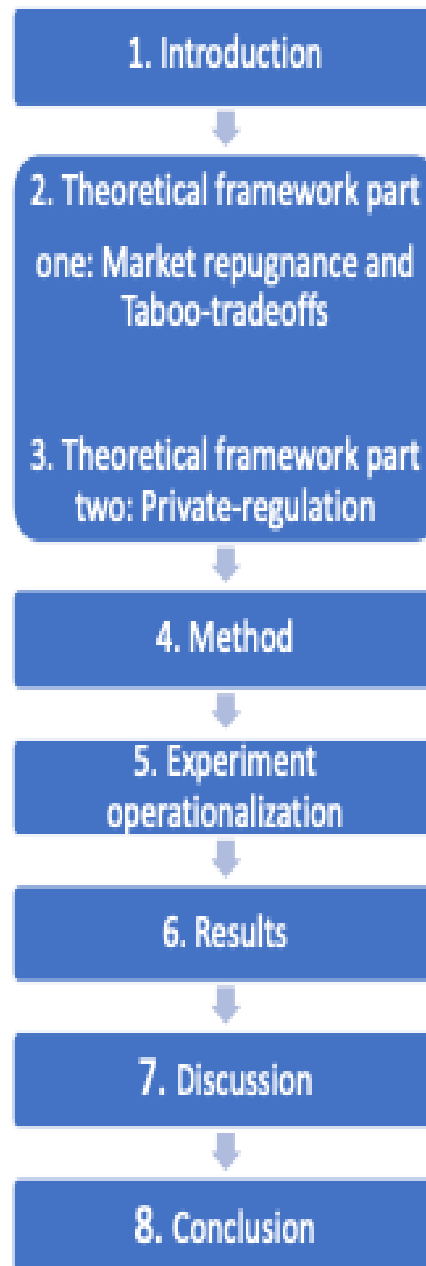 1. Introduction
2. Theoretical framework part
one: Market repugnance and
Taboo-tradeoffs
3. Theoretical framework part
two: Private-regulation
4. Method
5. Experiment
operationalization
6. Results
7. Discussion
8. Conclusion